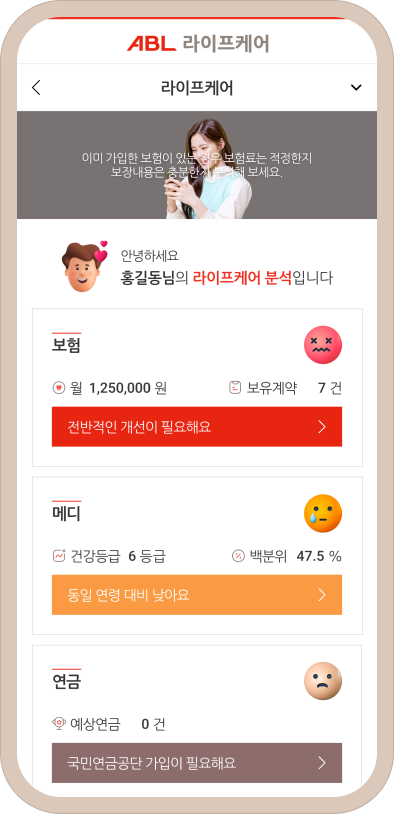 ABL 라이프케어
라이프케어
이미 가입한 보험이 있는 경우 보험료는 적정한지
보장내용은 충분한지 분석해 보세요.
안녕하세요
홍길동님의 라이프케어 분석입니다
보험
월 1,250,000 원 보유계약 7 건
전반적인 개선이 필요해요
메디
건강등급 6 등급 백분위 47.5 %
동일 연령 대비 낮아요
연금
예상연금 0 건
국민연금공단 가입이 필요해요